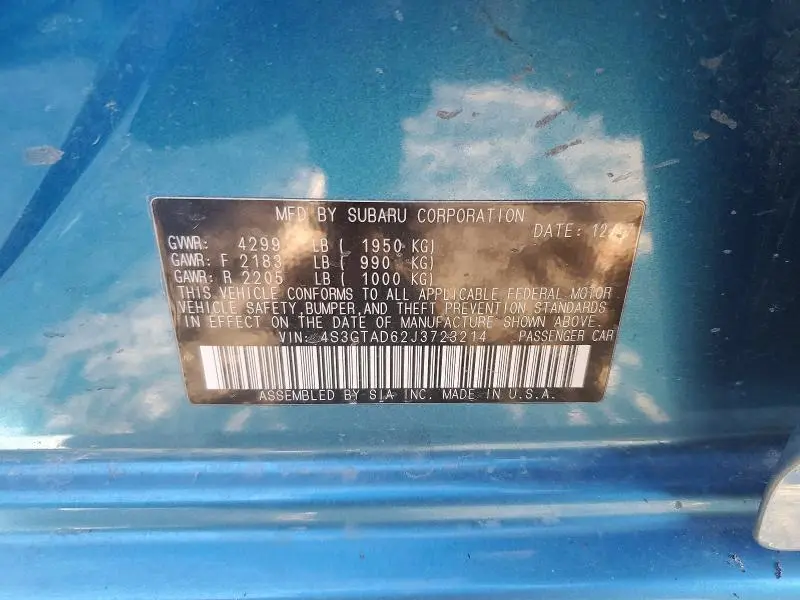 MFD BY SUBARU CORPORATION
DATE: 12/
GVWR: 4299 LB ( 1950 KG)
GAWR: F 2183 LB ( 990 KG)
GAWR: R 2205 LB ( 1000 KG)
THIS VEHICLE CONFORMS TO ALL APPLICABLE FEDERAL MOTOR
VEHICLE SAFETY,BUMPER,AND THEFT PREVENTION STANDARDS
IN EFFECT ON THE DATE OF MANUFACTURE SHOWN ABOVE.
VIN: 4S3GTAD62J3723214 PASSENGER CAR
ASSEMBLED BY SIA INC. MADE IN U.S.A.